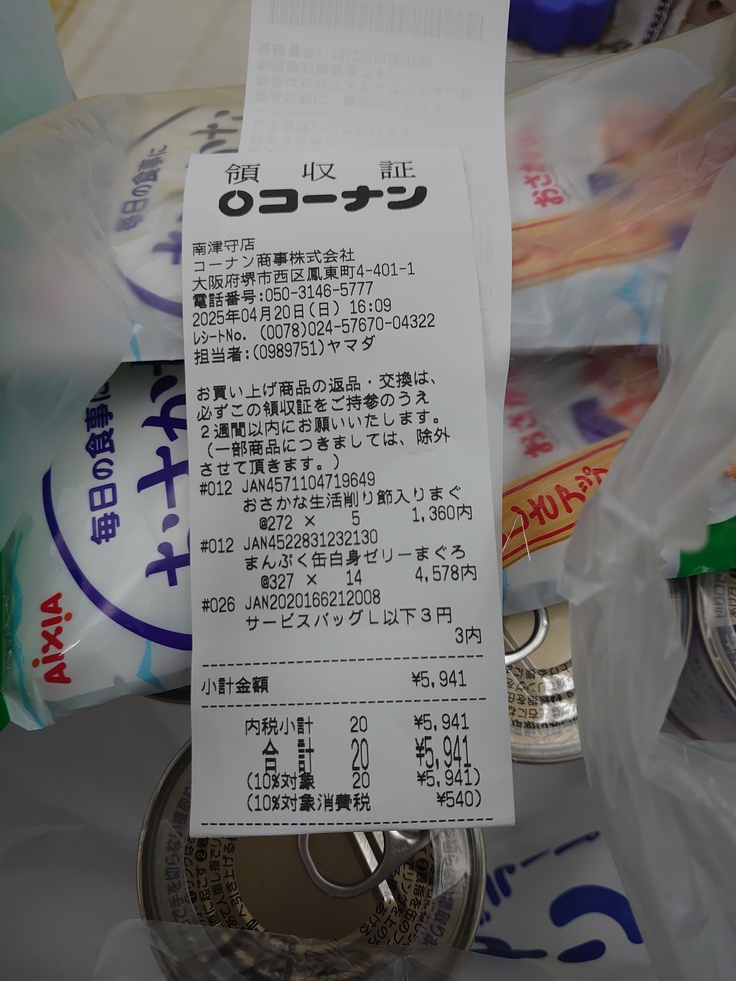 領収証
コーナン
南津守店
コーナン商事株式会社
大阪府堺市西区鳳東町4-401-1
電話番号:050-3146-5777
2025年04月20日(日) 16:09
ﾚｼｰﾄNo. (0078)024-57670-04322
担当者:(0989751)ヤマダ
お買い上げ商品の返品・交換は、
必ずこの領収証をご持参のうえ
2週間以内にお願いいたします。
(一部商品につきましては、除外
させて頂きます。)
#012 JAN4571104719649
おさかな生活削り節入りまぐ
@272 × 5 1,360内
#012 JAN4522831232130
まんぷく缶白身ゼリーまぐろ
@327 × 14 4,578内
#026 JAN2020166212008
サービスバッグL以下3円
3内
小計金額 ¥5,941
内税小計 20 ¥5,941
合計 20 ¥5,941
(10%対象 20 ¥5,941)
(10%対象消費税 ¥540)
毎日の食事に
毎日の食事に
おさかな
AIXIA
おさか
おさか